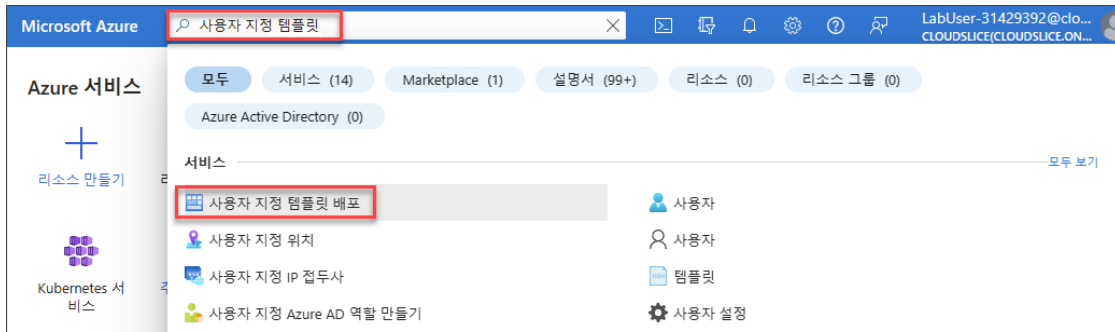 Microsoft Azure
사용자 지정 템플릿
LabUser-31429392@clo...
CLOUDSLICE(CLOUDSLICE.ON...
Azure 서비스
모두
서비스 (14)
Marketplace (1)
설명서 (99+)
리소스 (0)
리소스 그룹 (0)
Azure Active Directory (0)
서비스
모두 보기
리소스 만들기
사용자 지정 템플릿 배포
사용자
사용자 지정 위치
사용자
사용자 지정 IP 접두사
템플릿
Kubernetes 서
비스
사용자 지정 Azure AD 역할 만들기
사용자 설정